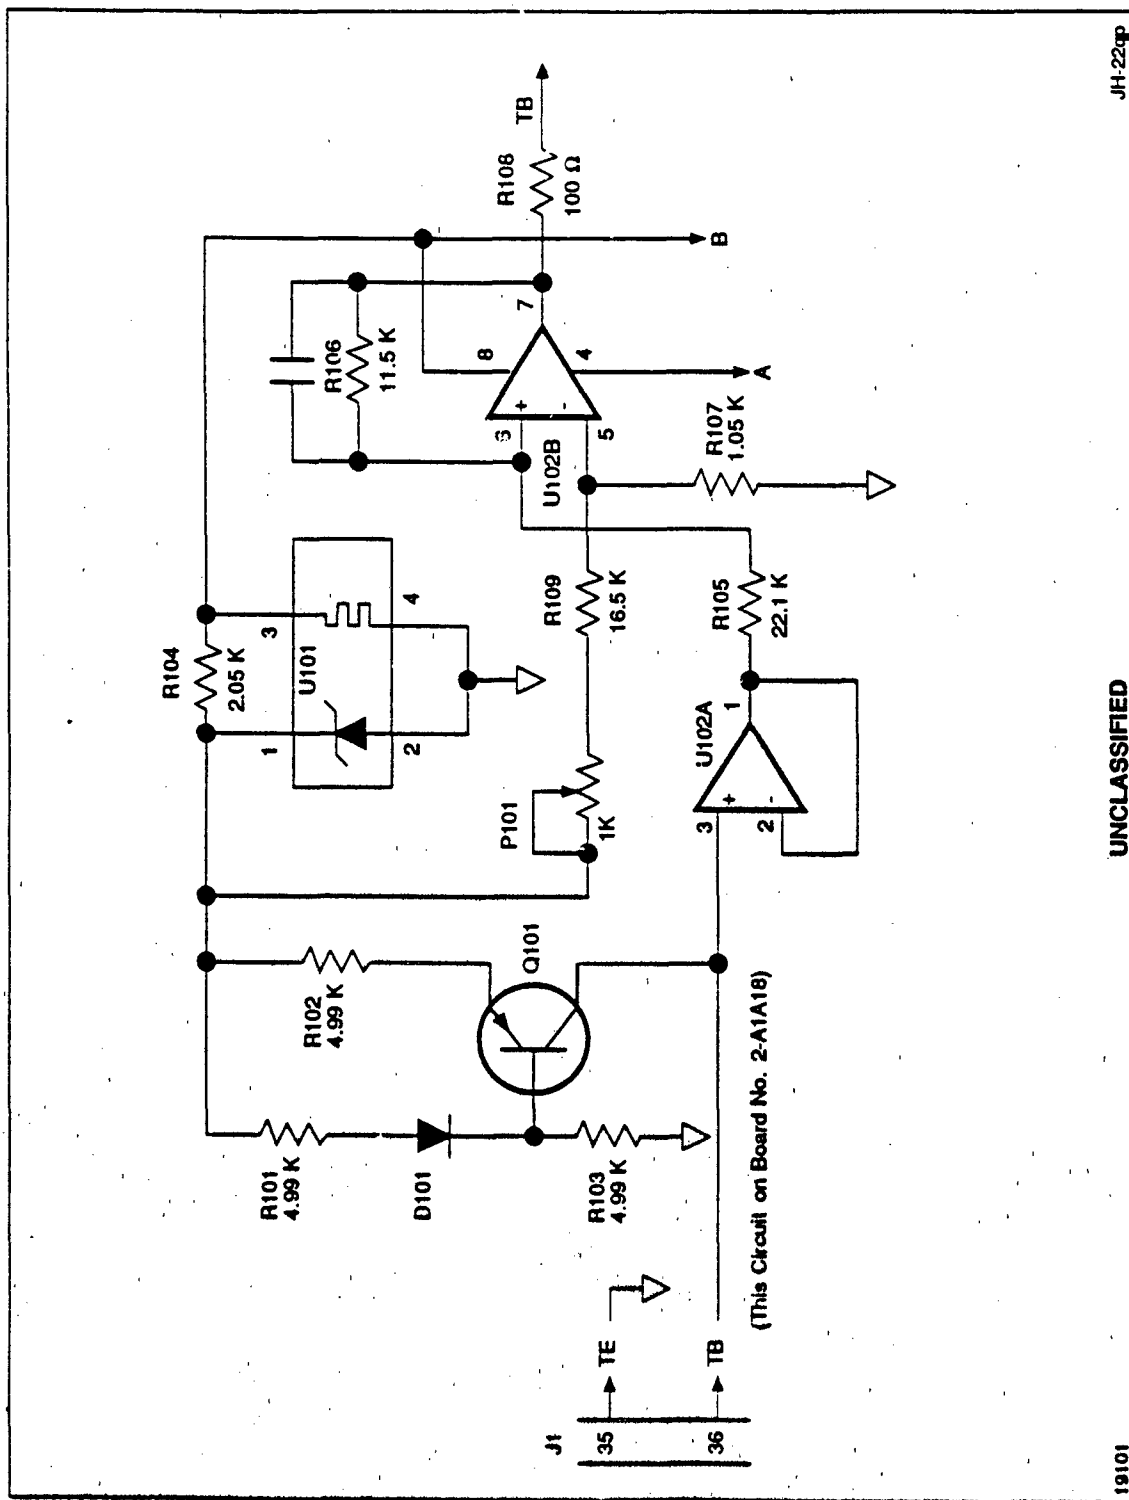 R104
2.05 K
R106
11.5 K
R108
100 Ω
TB
3
U101
4
1
2
8
7
6
+
-
5
4
U102B
B
A
R102
4.99 K
R101
4.99 K
D101
Q101
P101
1K
R109
16.5 K
R107
1.05 K
R103
4.99 K
J1
35
TE
36
TB
3
+
2
-
1
U102A
R105
22.1 K
(This Circuit on Board No. 2-A1A18)
19101
UNCLASSIFIED
JH-22qp